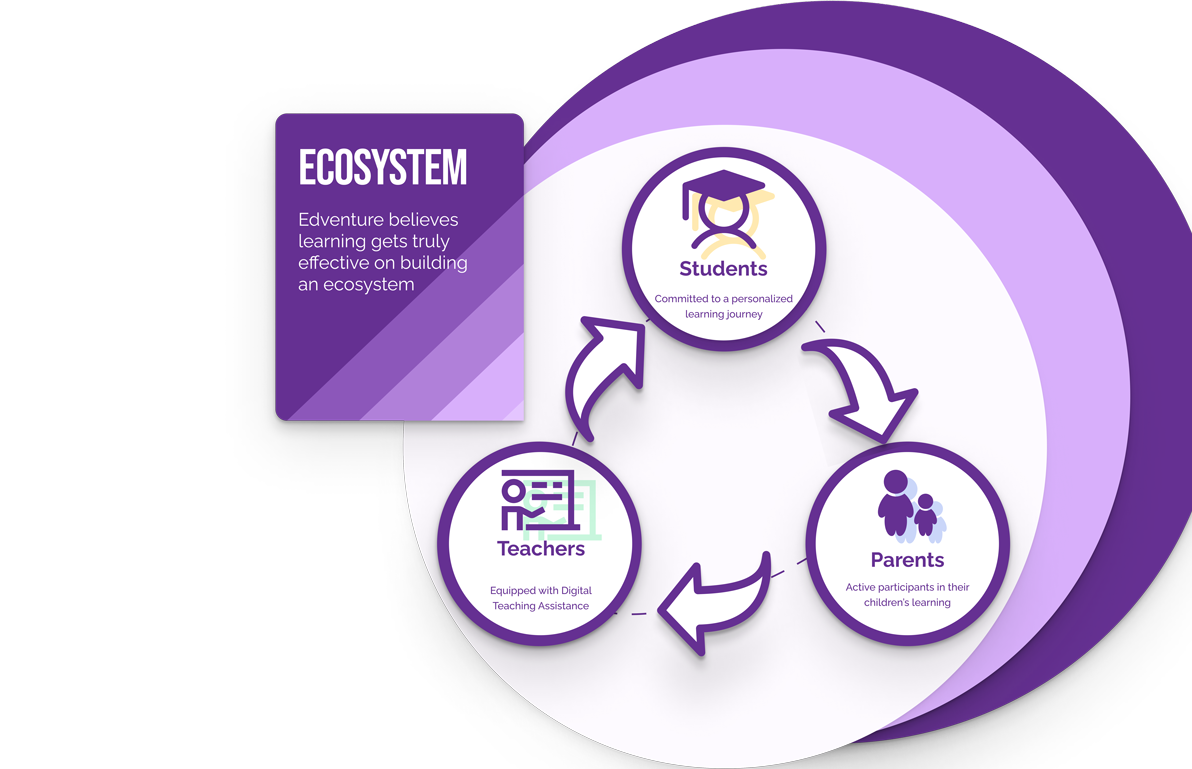 ECOSYSTEM
Edventure believes
learning gets truly
effective on building
an ecosystem
Students
Committed to a personalized
learning journey
Teachers
Equipped with Digital
Teaching Assistance
Parents
Active participants in their
children's learning